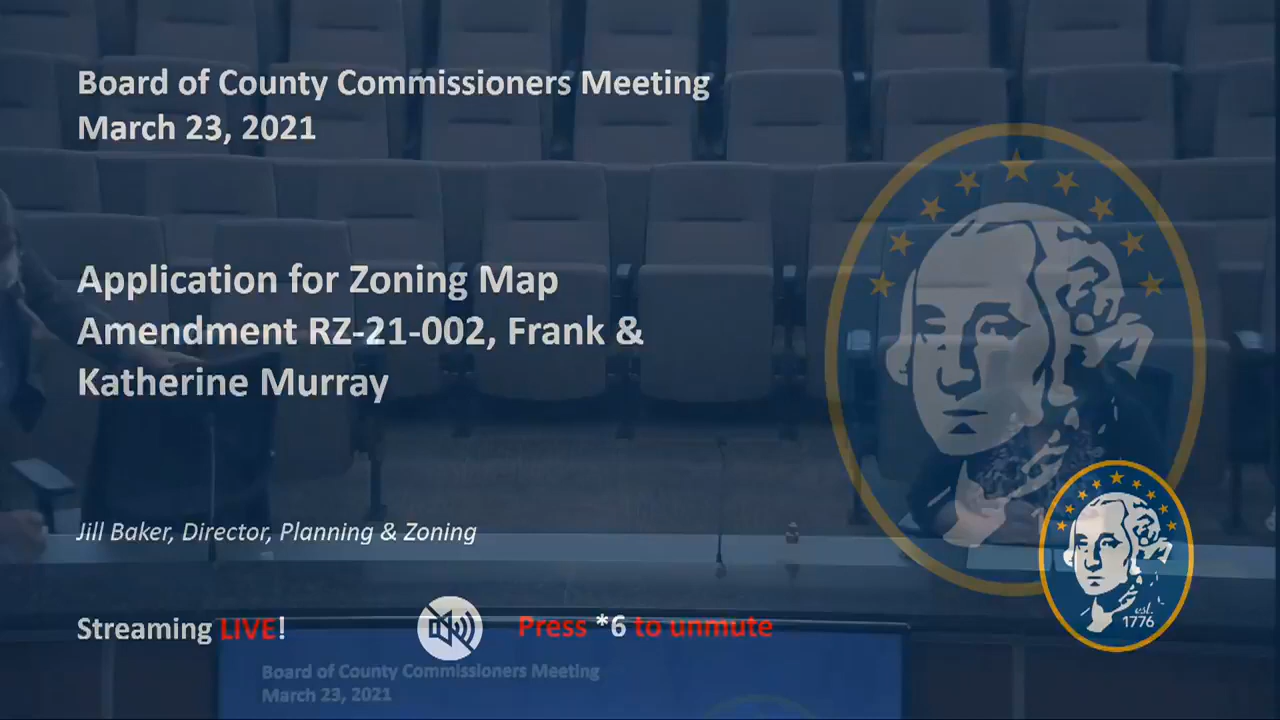 Board of County Commissioners Meeting
March 23, 2021
Application for Zoning Map
Amendment RZ-21-002, Frank &
Katherine Murray
Jill Baker, Director, Planning & Zoning
est.
1776
Streaming LIVE!
Press *6 to unmute
Board of County Commissioners Meeting
March 23, 2021